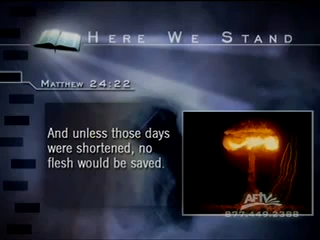 HERE WE STAND
MATTHEW 24:22
And unless those days
were shortened, no
flesh would be saved.
AFTV
877.449.2388